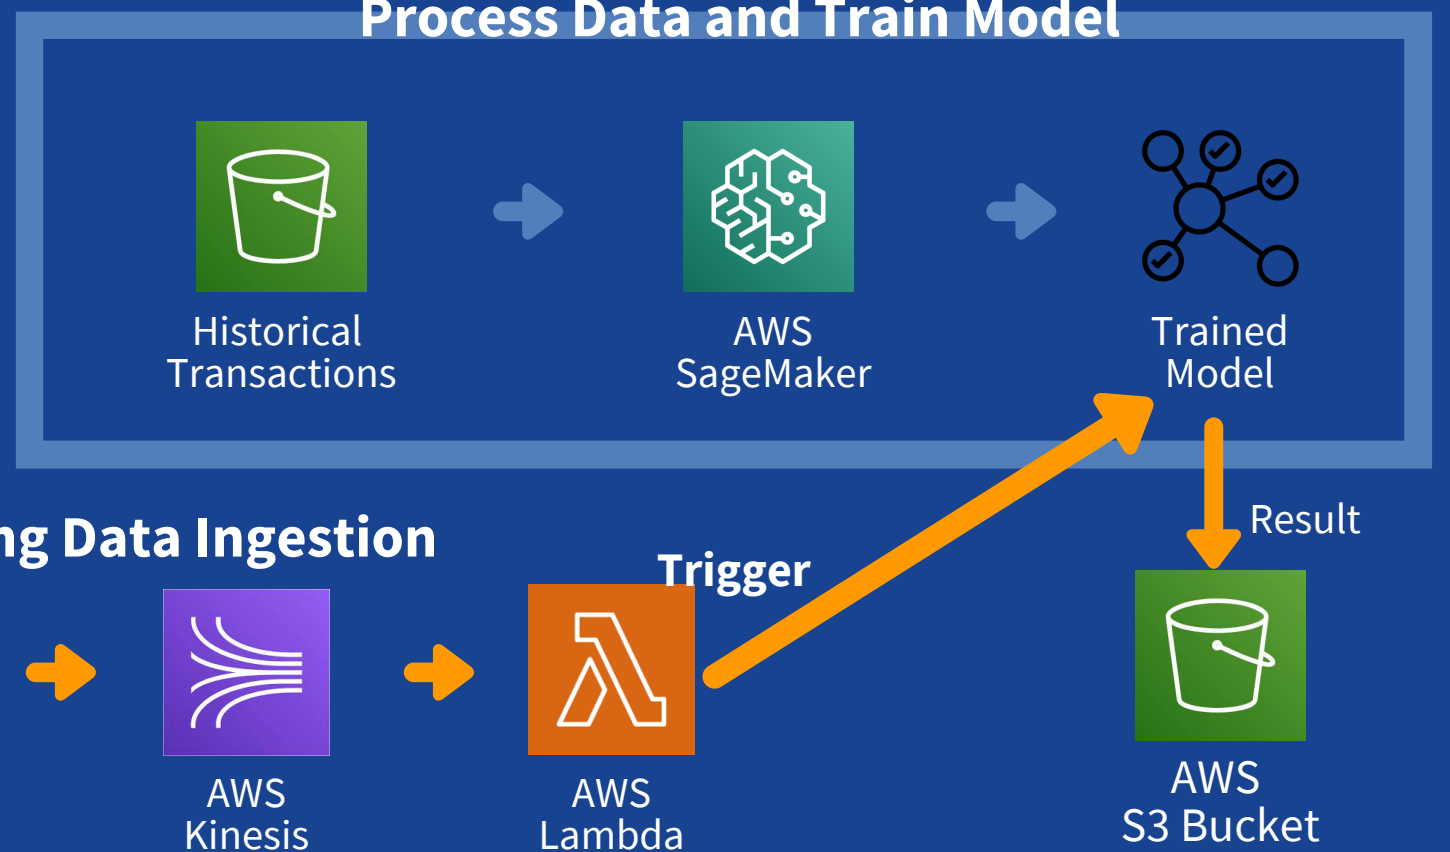 Process Data and Train Model
Historical
Transactions
AWS
SageMaker
Trained
Model
Result
ng Data Ingestion
Trigger
AWS
Kinesis
AWS
Lambda
AWS
S3 Bucket